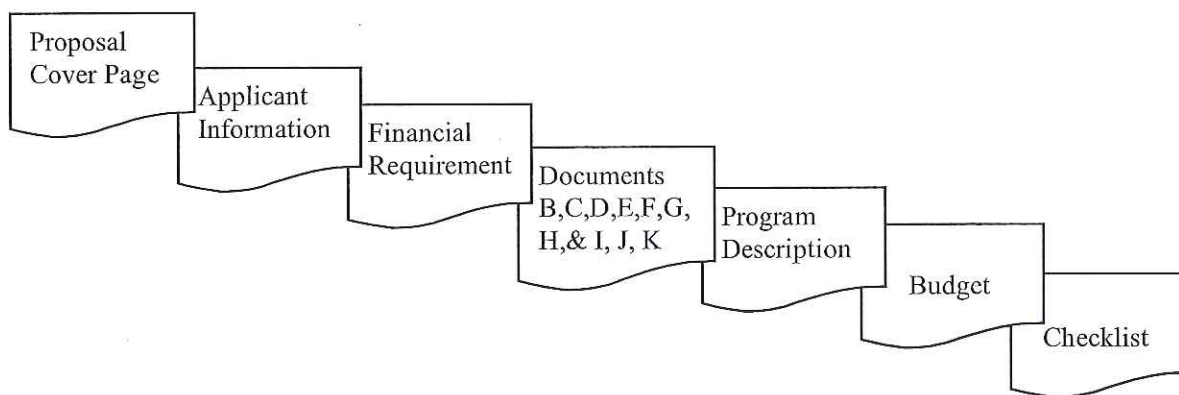 Proposal
Cover Page
Applicant
Information
Financial
Requirement
Documents
B,C,D,E,F,G,
H,& I, J, K
Program
Description
Budget
Checklist